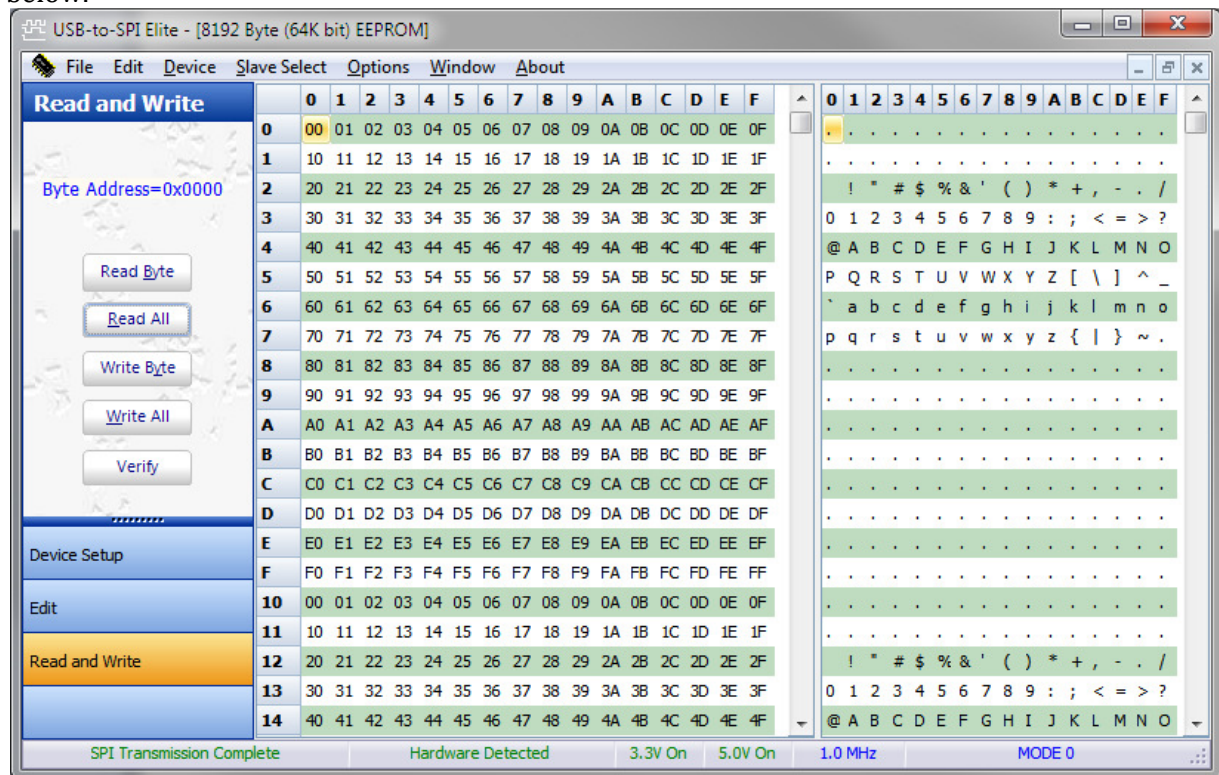 below.
USB-to-SPI Elite - [8192 Byte (64K bit) EEPROM]
File Edit Device Slave Select Options Window About
Read and Write
0 1 2 3 4 5 6 7 8 9 A B C D E F 0 1 2 3 4 5 6 7 8 9 A B C D E F
0 00 01 02 03 04 05 06 07 08 09 0A 0B 0C 0D 0E 0F . . . . . . . . . . . . . . . .
1 10 11 12 13 14 15 16 17 18 19 1A 1B 1C 1D 1E 1F . . . . . . . . . . . . . . . .
Byte Address=0x0000
2 20 21 22 23 24 25 26 27 28 29 2A 2B 2C 2D 2E 2F ! " # $ % & ' ( ) * + , - . /
3 30 31 32 33 34 35 36 37 38 39 3A 3B 3C 3D 3E 3F 0 1 2 3 4 5 6 7 8 9 : ; < = > ?
4 40 41 42 43 44 45 46 47 48 49 4A 4B 4C 4D 4E 4F @ A B C D E F G H I J K L M N O
Read Byte
5 50 51 52 53 54 55 56 57 58 59 5A 5B 5C 5D 5E 5F P Q R S T U V W X Y Z [ \ ] ^ _
6 60 61 62 63 64 65 66 67 68 69 6A 6B 6C 6D 6E 6F ` a b c d e f g h i j k l m n o
Read All
7 70 71 72 73 74 75 76 77 78 79 7A 7B 7C 7D 7E 7F p q r s t u v w x y z { | } ~ .
Write Byte
8 80 81 82 83 84 85 86 87 88 89 8A 8B 8C 8D 8E 8F . . . . . . . . . . . . . . . .
9 90 91 92 93 94 95 96 97 98 99 9A 9B 9C 9D 9E 9F . . . . . . . . . . . . . . . .
Write All
A A0 A1 A2 A3 A4 A5 A6 A7 A8 A9 AA AB AC AD AE AF . . . . . . . . . . . . . . . .
B B0 B1 B2 B3 B4 B5 B6 B7 B8 B9 BA BB BC BD BE BF . . . . . . . . . . . . . . . .
Verify
C C0 C1 C2 C3 C4 C5 C6 C7 C8 C9 CA CB CC CD CE CF . . . . . . . . . . . . . . . .
D D0 D1 D2 D3 D4 D5 D6 D7 D8 D9 DA DB DC DD DE DF . . . . . . . . . . . . . . . .
E E0 E1 E2 E3 E4 E5 E6 E7 E8 E9 EA EB EC ED EE EF . . . . . . . . . . . . . . . .
Device Setup
F F0 F1 F2 F3 F4 F5 F6 F7 F8 F9 FA FB FC FD FE FF . . . . . . . . . . . . . . . .
Edit
10 00 01 02 03 04 05 06 07 08 09 0A 0B 0C 0D 0E 0F . . . . . . . . . . . . . . . .
11 10 11 12 13 14 15 16 17 18 19 1A 1B 1C 1D 1E 1F . . . . . . . . . . . . . . . .
Read and Write
12 20 21 22 23 24 25 26 27 28 29 2A 2B 2C 2D 2E 2F ! " # $ % & ' ( ) * + , - . /
13 30 31 32 33 34 35 36 37 38 39 3A 3B 3C 3D 3E 3F 0 1 2 3 4 5 6 7 8 9 : ; < = > ?
14 40 41 42 43 44 45 46 47 48 49 4A 4B 4C 4D 4E 4F @ A B C D E F G H I J K L M N O
SPI Transmission Complete Hardware Detected 3.3V On 5.0V On 1.0 MHz MODE 0